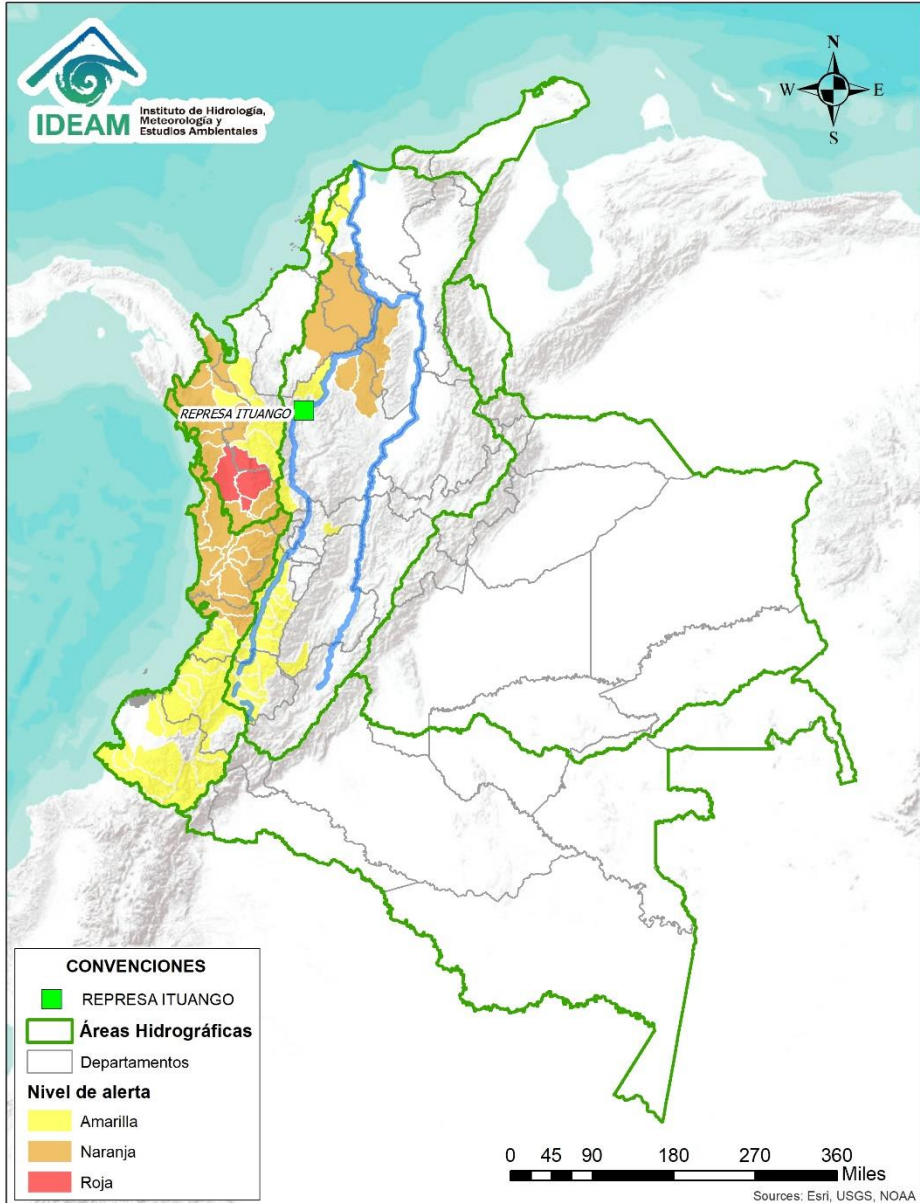 IDEAM
Instituto de Hidrología,
Meteorología y
Estudios Ambientales
N
W
E
S
REPRESA ITUANGO
CONVENCIONES
REPRESA ITUANGO
Áreas Hidrográficas
Departamentos
Nivel de alerta
Amarilla
Naranja
Roja
0 45 90 180 270 360
Miles
Sources: Esri, USGS, NOAA